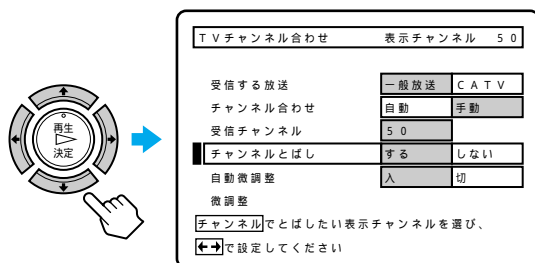 TVチャンネル合わせ 表示チャンネル 50
受信する放送 一般放送 CATV
チャンネル合わせ 自動 手動
受信チャンネル 50
チャンネルとばし する しない
自動微調整 入 切
微調整
チャンネルでとばしたい表示チャンネルを選び、
←→で設定してください
再生
決定